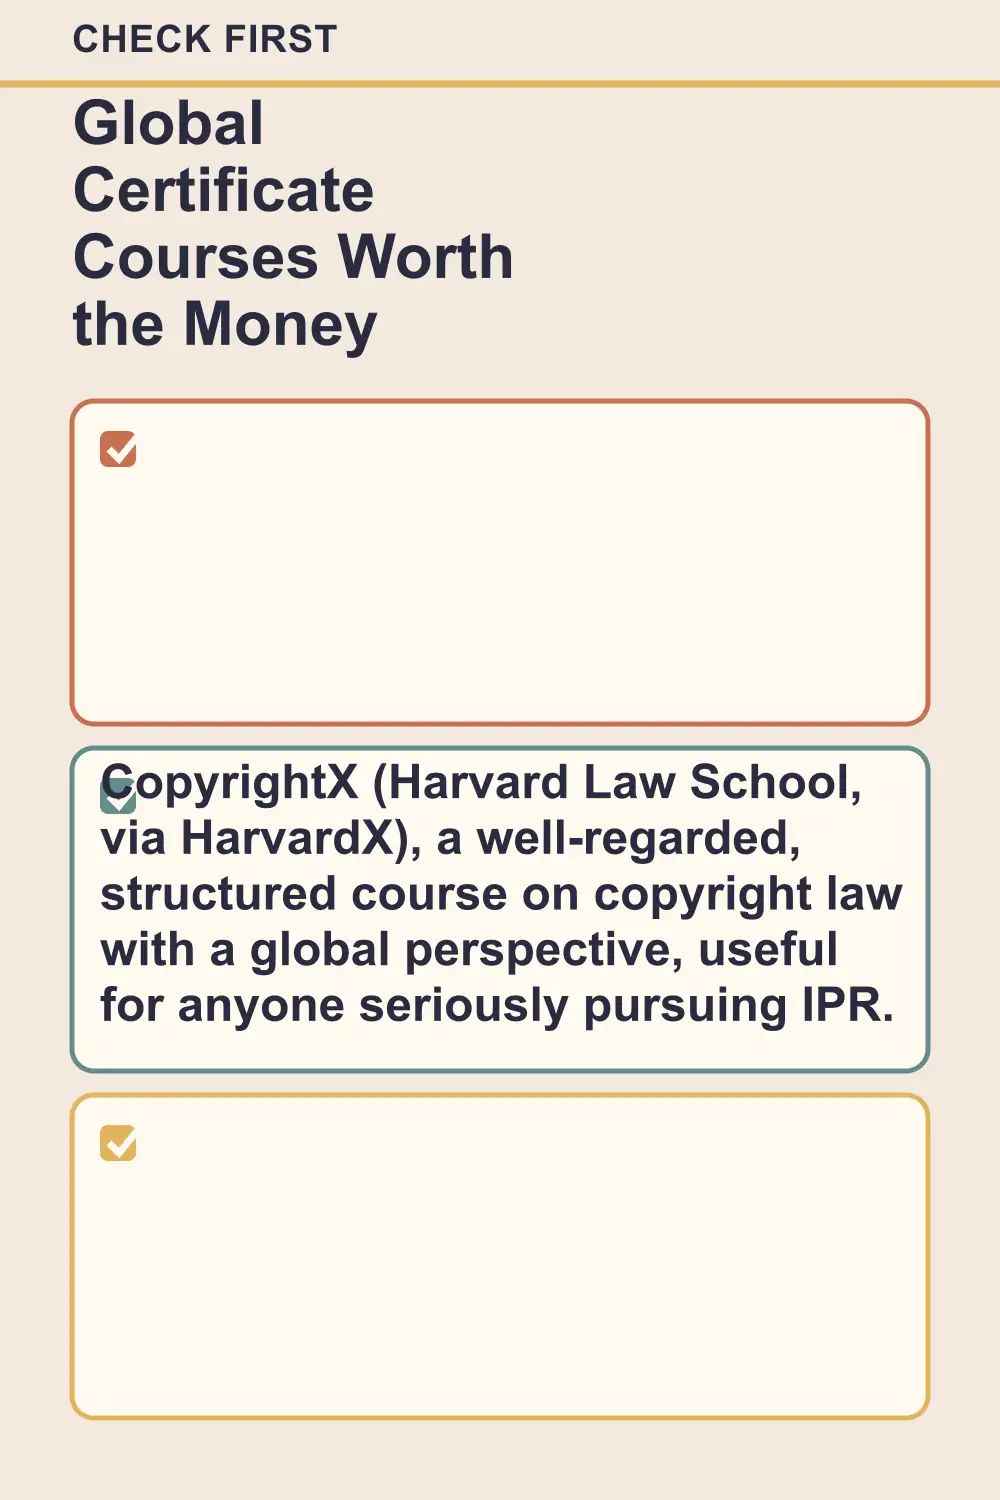 CHECK FIRST
Global
Certificate
Courses Worth
the Money
CopyrightX (Harvard Law School,
via HarvardX), a well-regarded,
structured course on copyright law
with a global perspective, useful
for anyone seriously pursuing IPR.